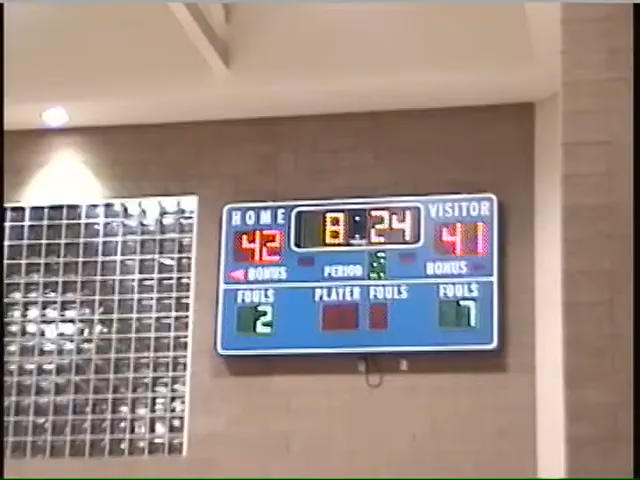 HOME 8:24 VISITOR
42 41
BONUS PERIOD BONUS
FOULS PLAYER FOULS FOULS
2 7